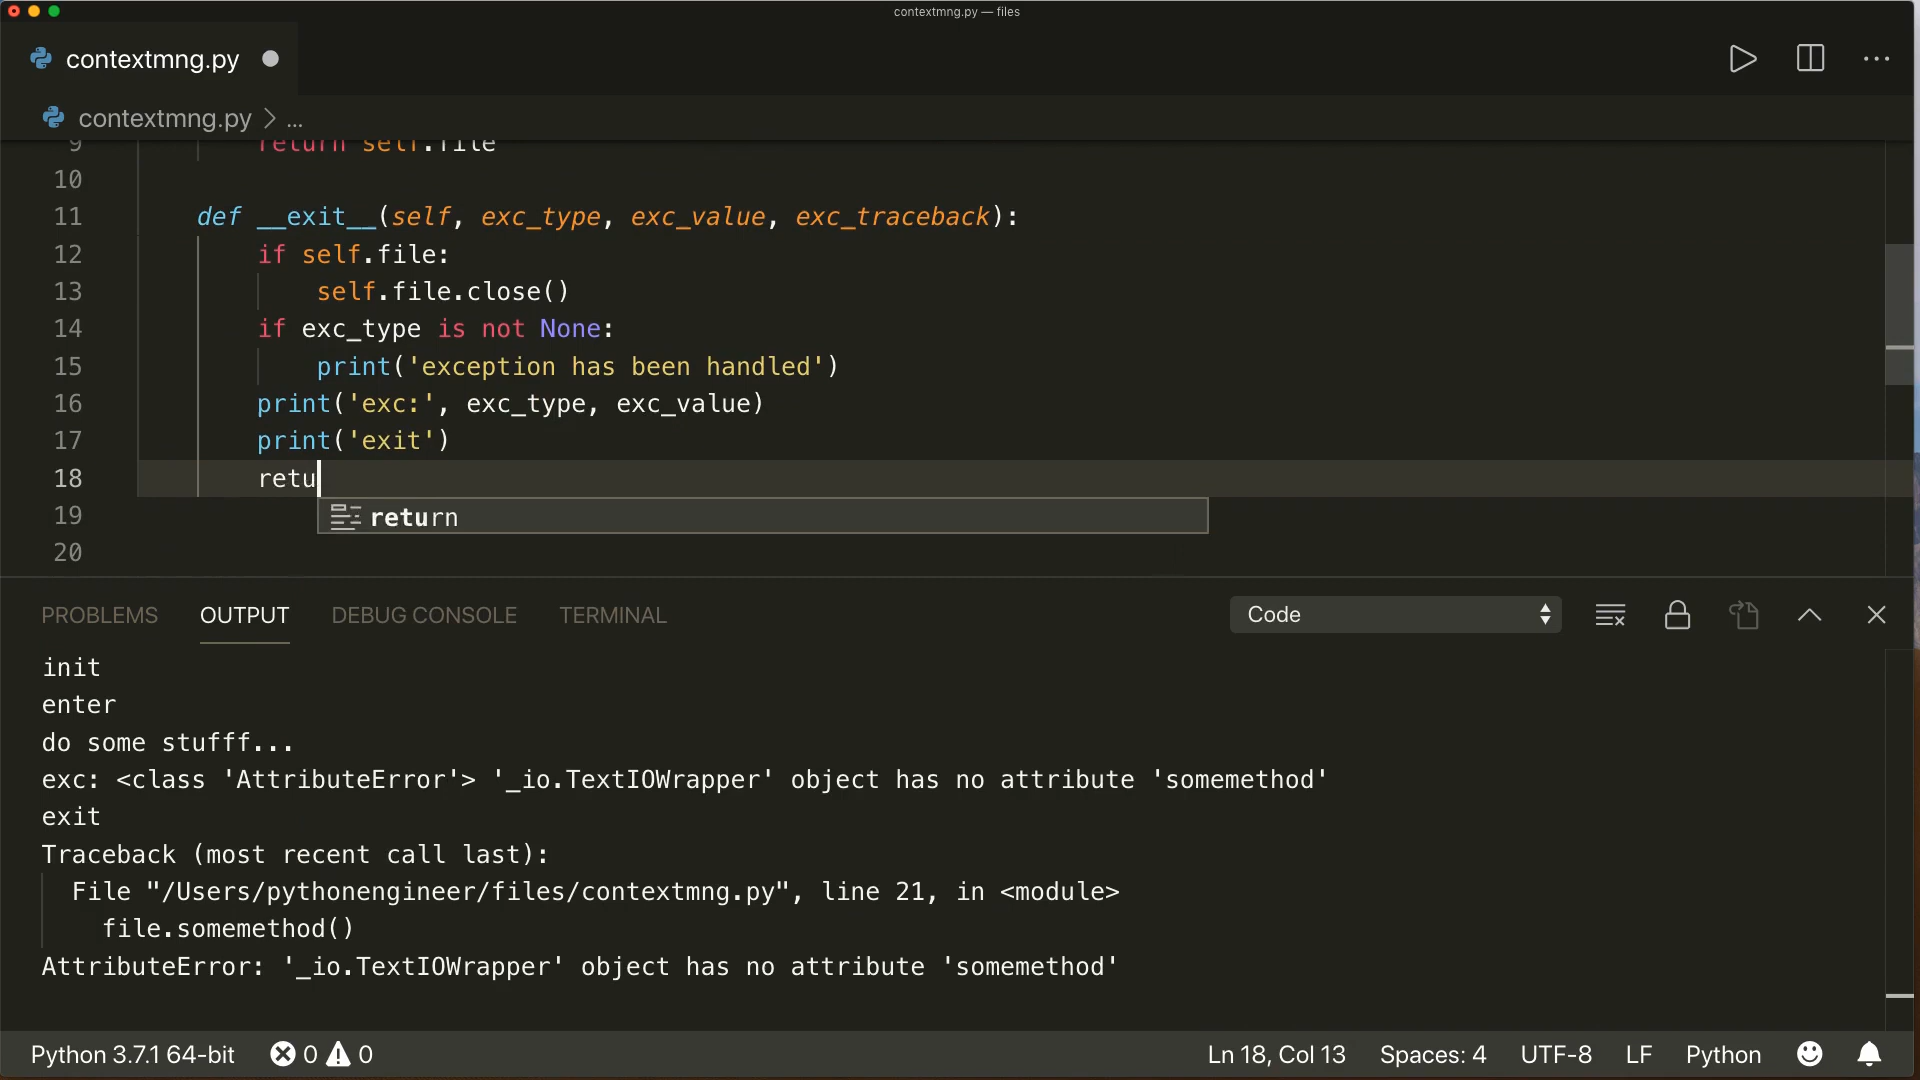 contextmng.py — files
contextmng.py
contextmng.py > ...
9 return self.file
10
11 def __exit__(self, exc_type, exc_value, exc_traceback):
12 if self.file:
13 self.file.close()
14 if exc_type is not None:
15 print('exception has been handled')
16 print('exc:', exc_type, exc_value)
17 print('exit')
18 retu
19 return
20
PROBLEMS OUTPUT DEBUG CONSOLE TERMINAL Code
init
enter
do some stufff...
exc: <class 'AttributeError'> '_io.TextIOWrapper' object has no attribute 'somemethod'
exit
Traceback (most recent call last):
File "/Users/pythonengineer/files/contextmng.py", line 21, in <module>
file.somemethod()
AttributeError: '_io.TextIOWrapper' object has no attribute 'somemethod'
Python 3.7.1 64-bit 0 0 Ln 18, Col 13 Spaces: 4 UTF-8 LF Python